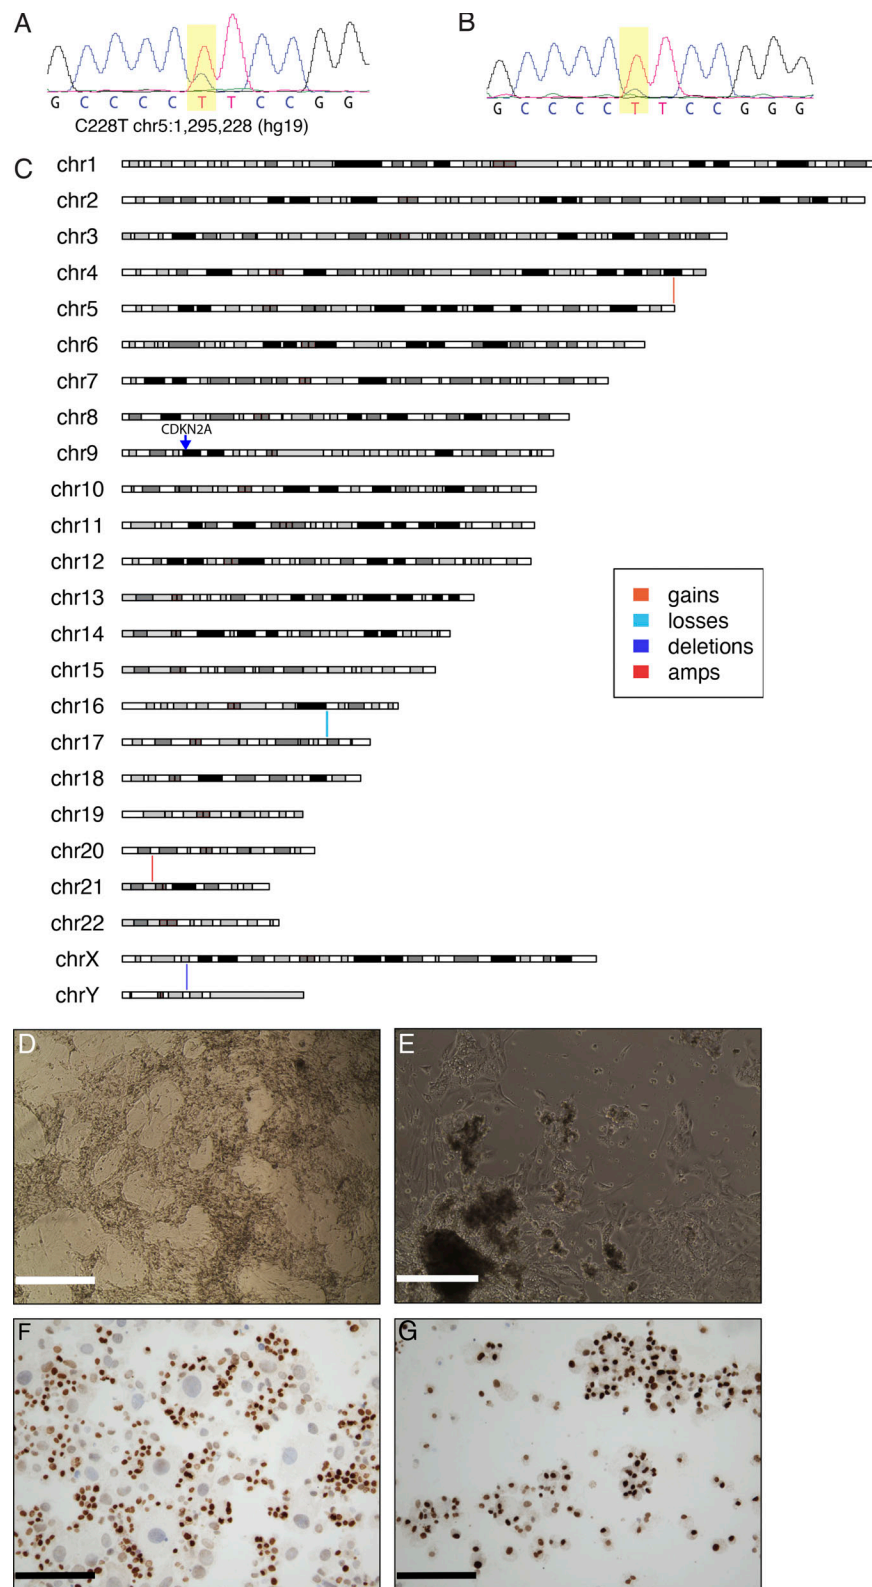 A
G C C C C T T C C G G
C228T chr5:1,295,228 (hg19)
B
G C C C C T T C C G G G
C
chr1
chr2
chr3
chr4
chr5
chr6
chr7
chr8
CDKN2A
chr9
chr10
chr11
chr12
chr13
chr14
chr15
chr16
chr17
chr18
chr19
chr20
chr21
chr22
chrX
chrY
gains
losses
deletions
amps
D
E
F
G